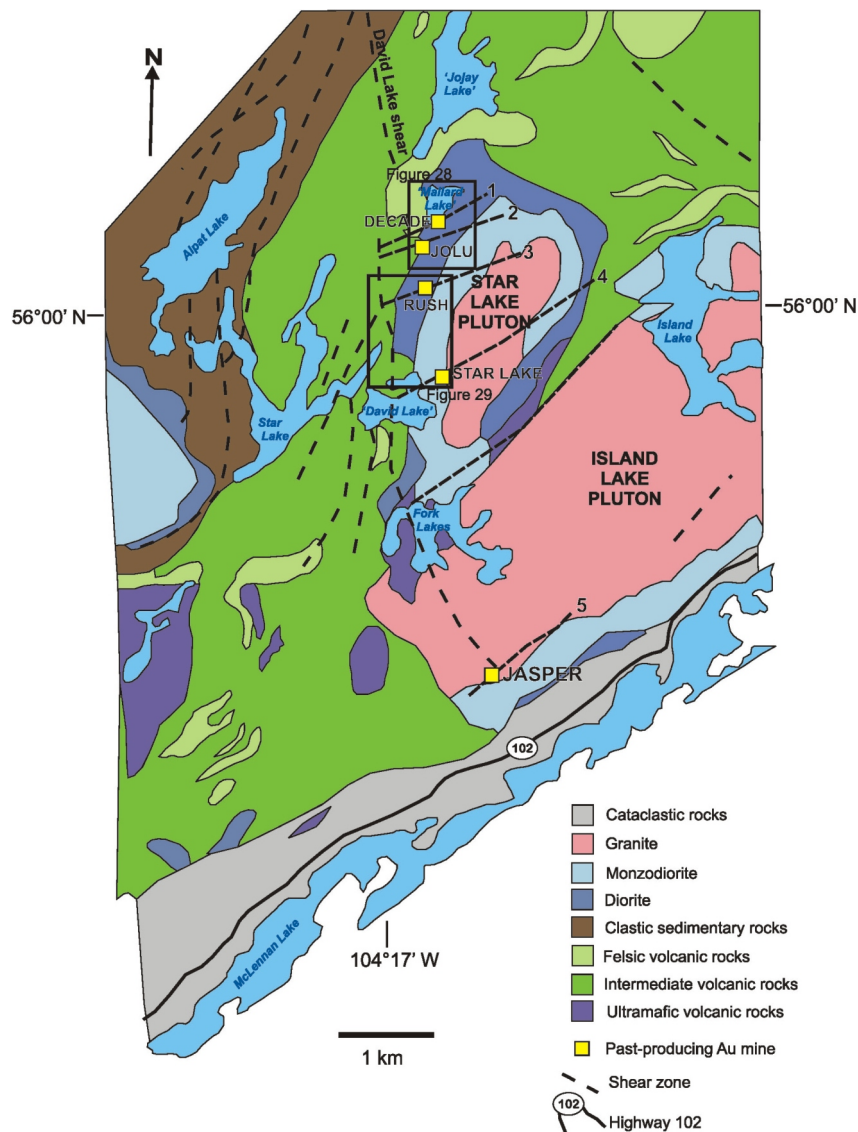 N
David Lake shear
'Jojay
Lake'
Figure 28
'Mallard
Lake'
1
DECADE
2
JOLU
3
Alpat Lake
STAR
LAKE
PLUTON
4
56°00' N
56°00' N
RUSH
Island
Lake
STAR LAKE
Figure 29
'David Lake'
Star
Lake
ISLAND
LAKE
PLUTON
Fork
Lakes
5
JASPER
102
McLennan Lake
104°17' W
1 km
Cataclastic rocks
Granite
Monzodiorite
Diorite
Clastic sedimentary rocks
Felsic volcanic rocks
Intermediate volcanic rocks
Ultramafic volcanic rocks
Past-producing Au mine
Shear zone
102
Highway 102